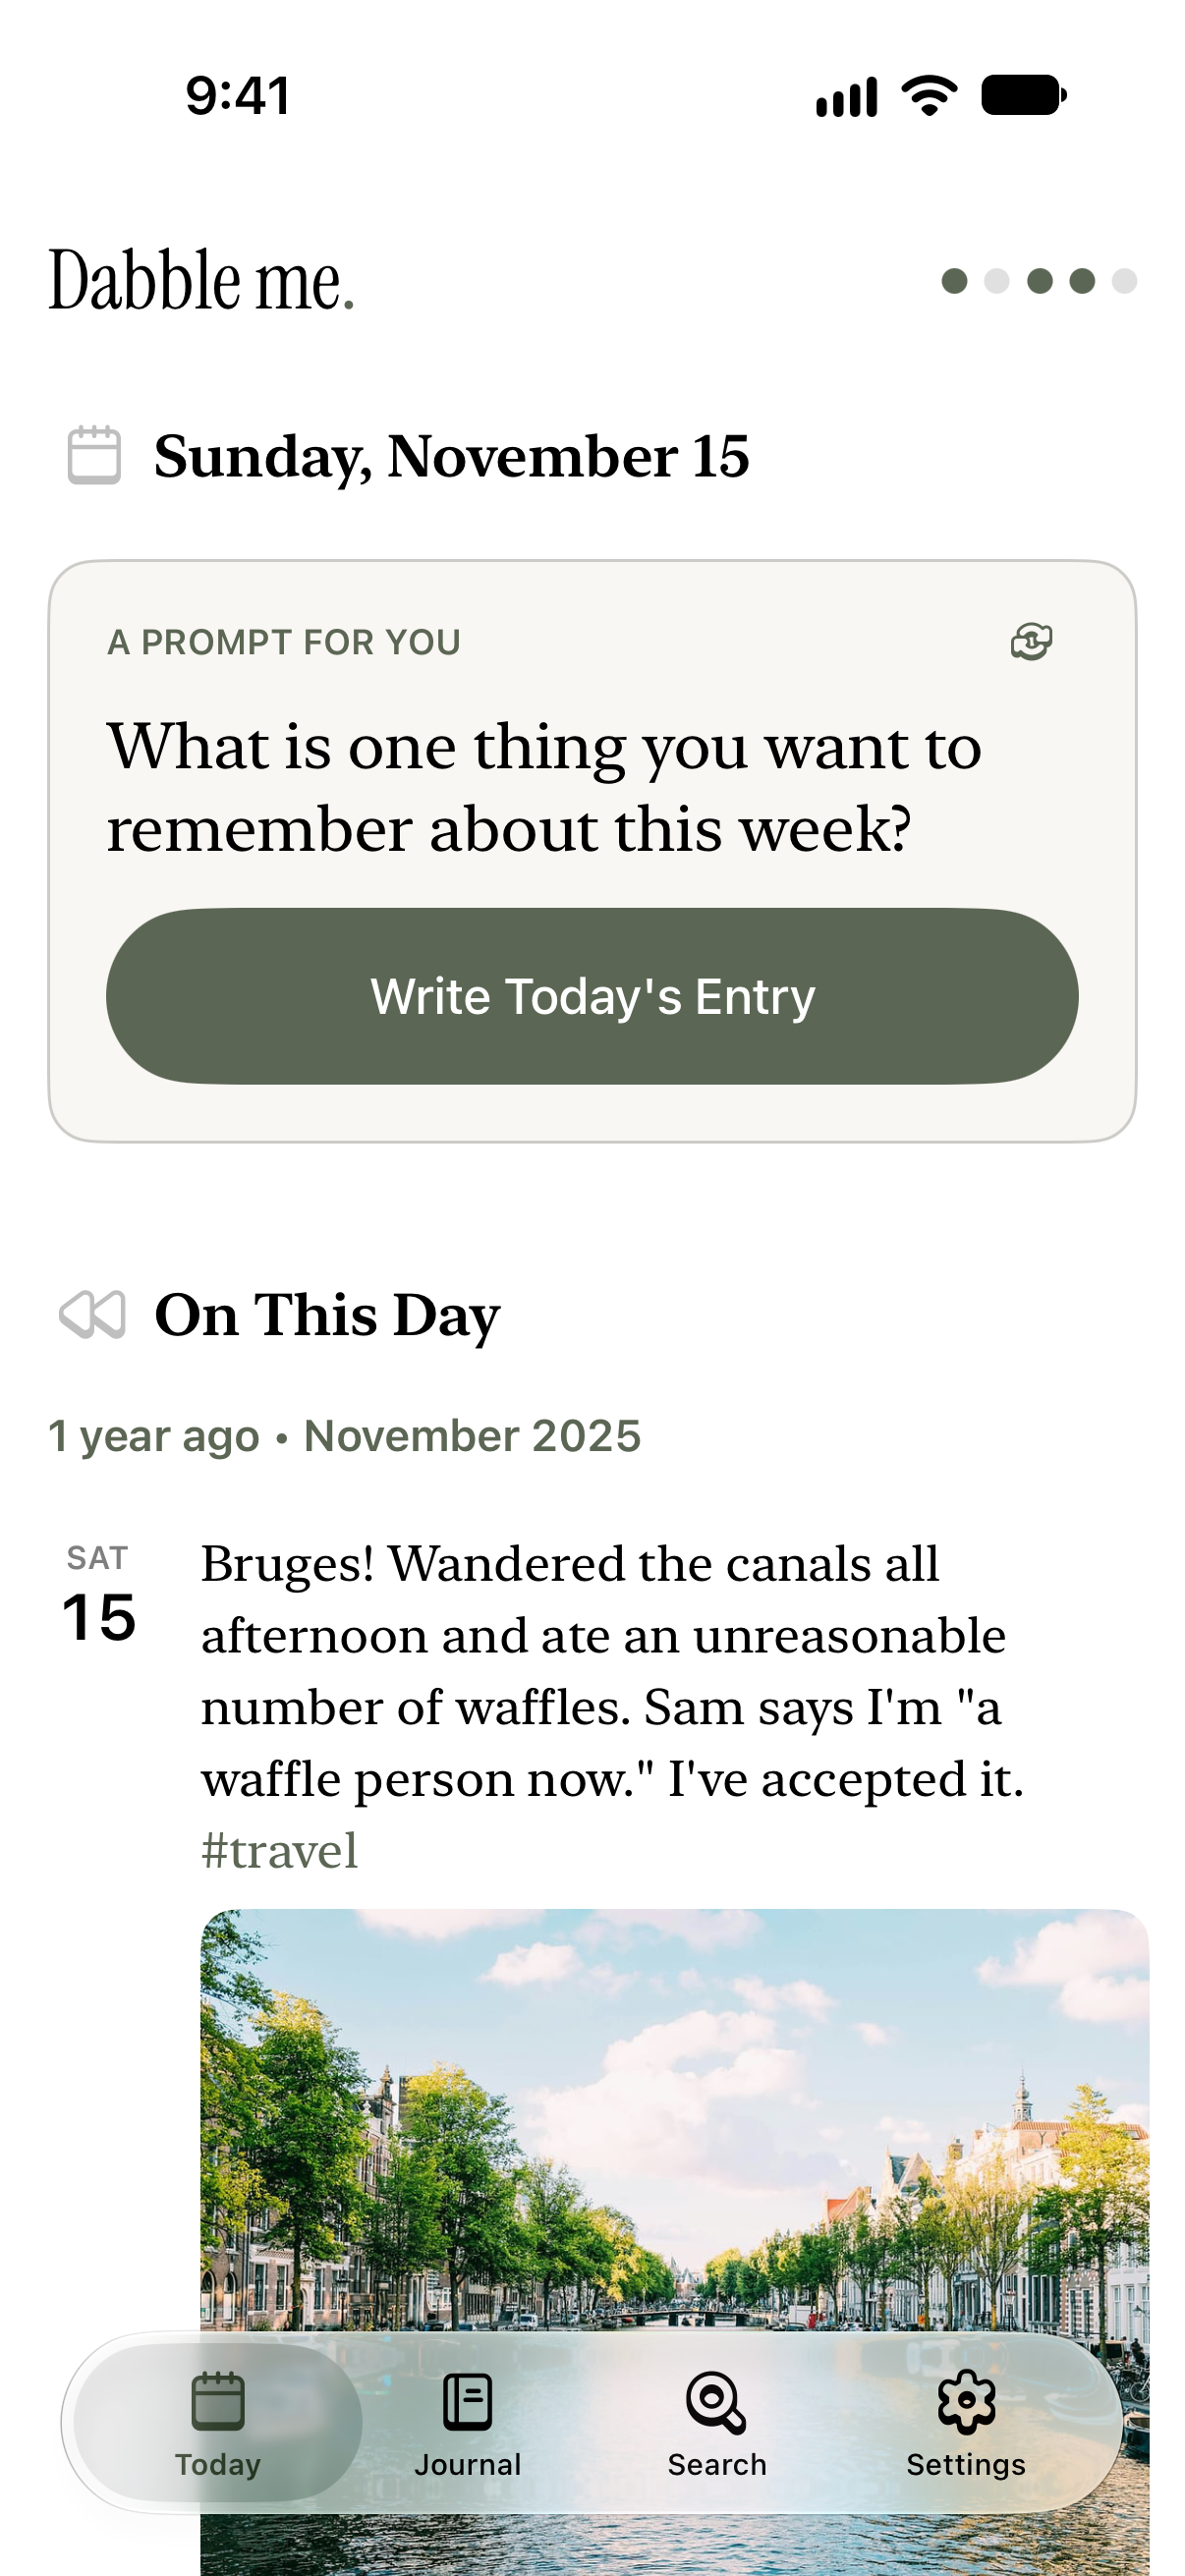 9:41
Dabble me.
Sunday, November 15
A PROMPT FOR YOU
What is one thing you want to
remember about this week?
Write Today's Entry
On This Day
1 year ago • November 2025
SAT
15
Bruges! Wandered the canals all
afternoon and ate an unreasonable
number of waffles. Sam says I'm "a
waffle person now." I've accepted it.
#travel
Today
Journal
Search
Settings